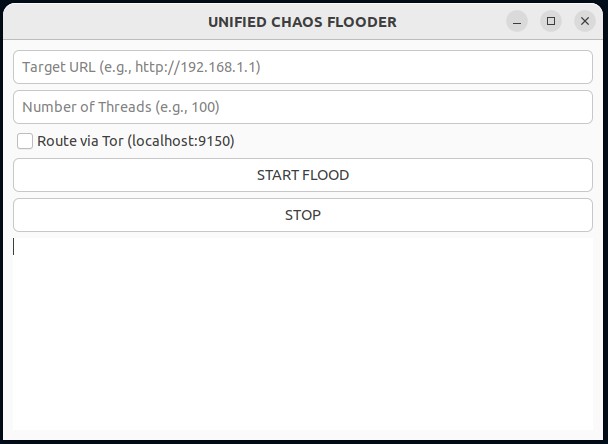 UNIFIED CHAOS FLOODER
Target URL (e.g., http://192.168.1.1)
Number of Threads (e.g., 100)
Route via Tor (localhost:9150)
START FLOOD
STOP